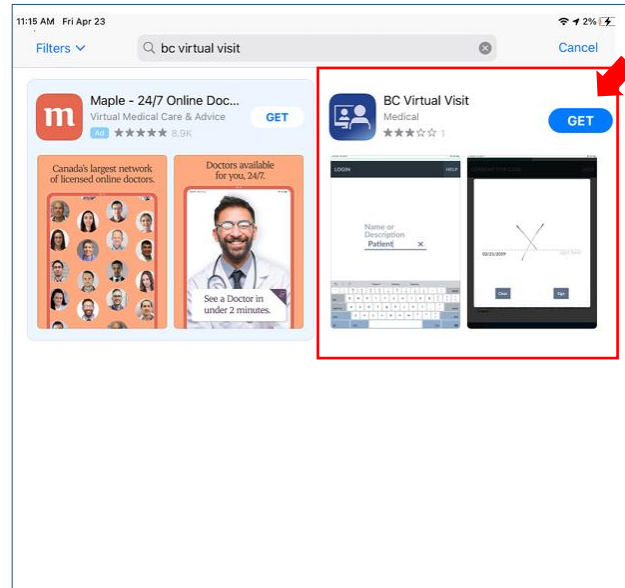 11:15 AM Fri Apr 23
2%
Filters
bc virtual visit
Cancel
m
Maple - 24/7 Online Doc...
Virtual Medical Care & Advice
Ad ★★★★★ 8.9K
GET
Canada's largest network
of licensed online doctors.
Doctors available
for you, 24/7.
See a Doctor in
under 2 minutes.
BC Virtual Visit
Medical
★★★☆☆ 1
GET
LOGIN
HELP
Name or
Description
Patient